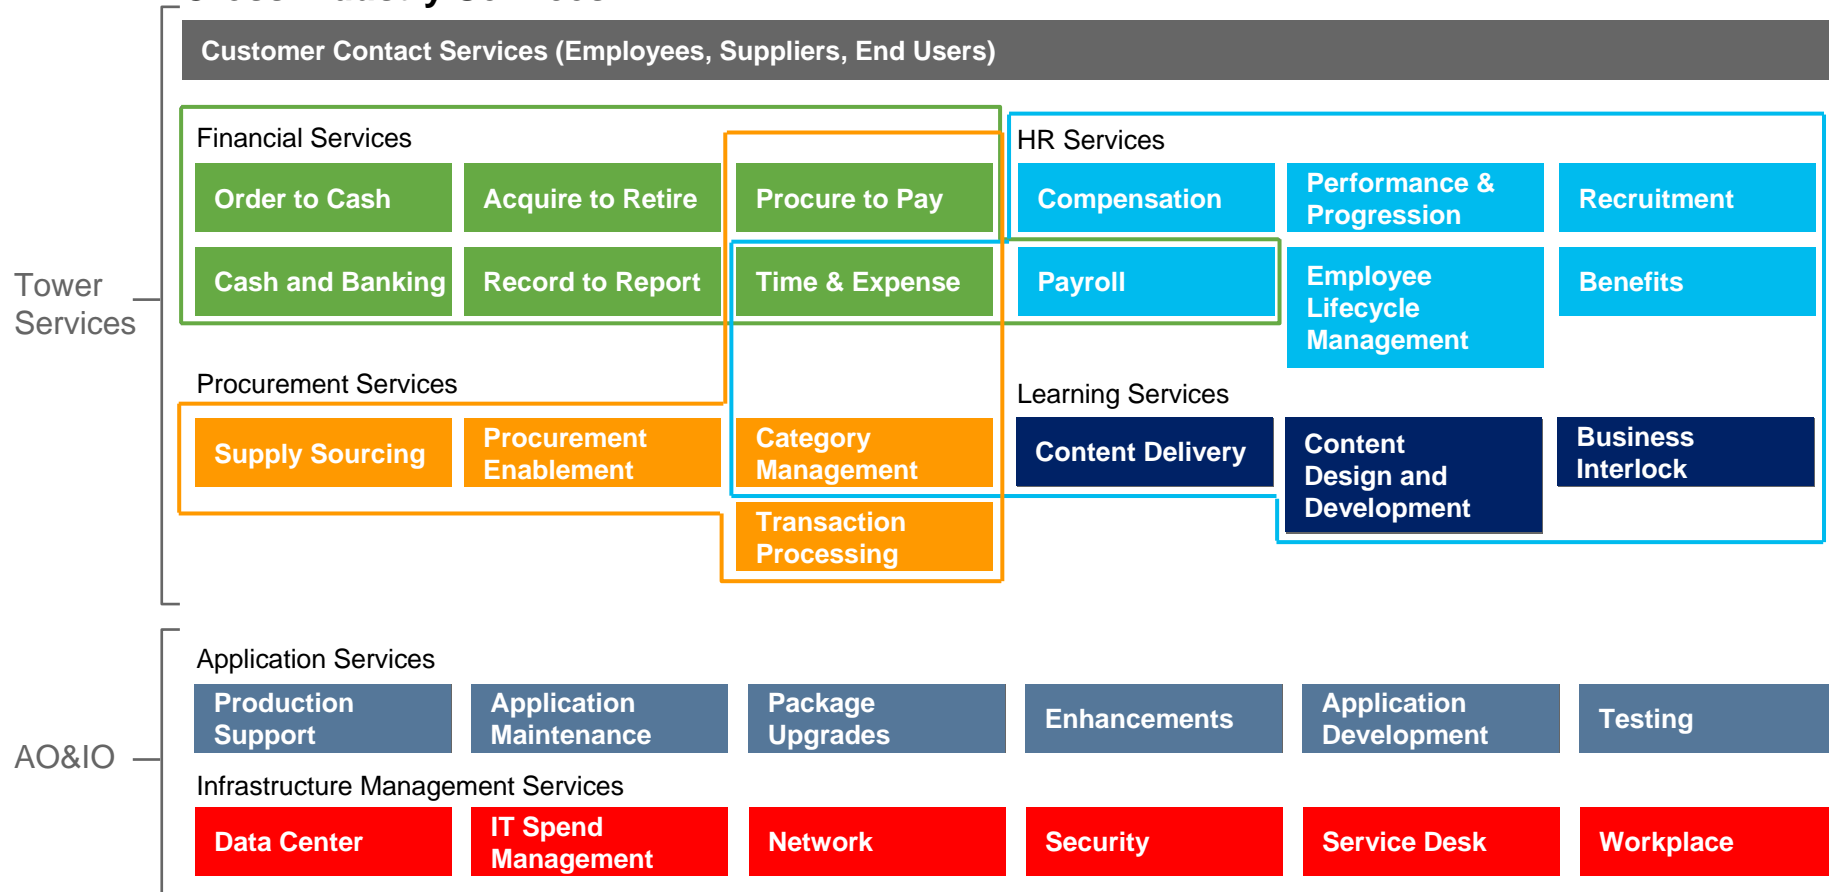 Customer Contact Services (Employees, Suppliers, End Users)
Financial Services
HR Services
Order to Cash
Acquire to Retire
Procure to Pay
Compensation
Performance &
Progression
Recruitment
Cash and Banking
Record to Report
Time & Expense
Payroll
Employee
Lifecycle
Management
Benefits
Tower
Services
Procurement Services
Learning Services
Supply Sourcing
Procurement
Enablement
Category
Management
Content Delivery
Content
Design and
Development
Business
Interlock
Transaction
Processing
Application Services
Production
Support
Application
Maintenance
Package
Upgrades
Enhancements
Application
Development
Testing
AO&IO
Infrastructure Management Services
Data Center
IT Spend
Management
Network
Security
Service Desk
Workplace